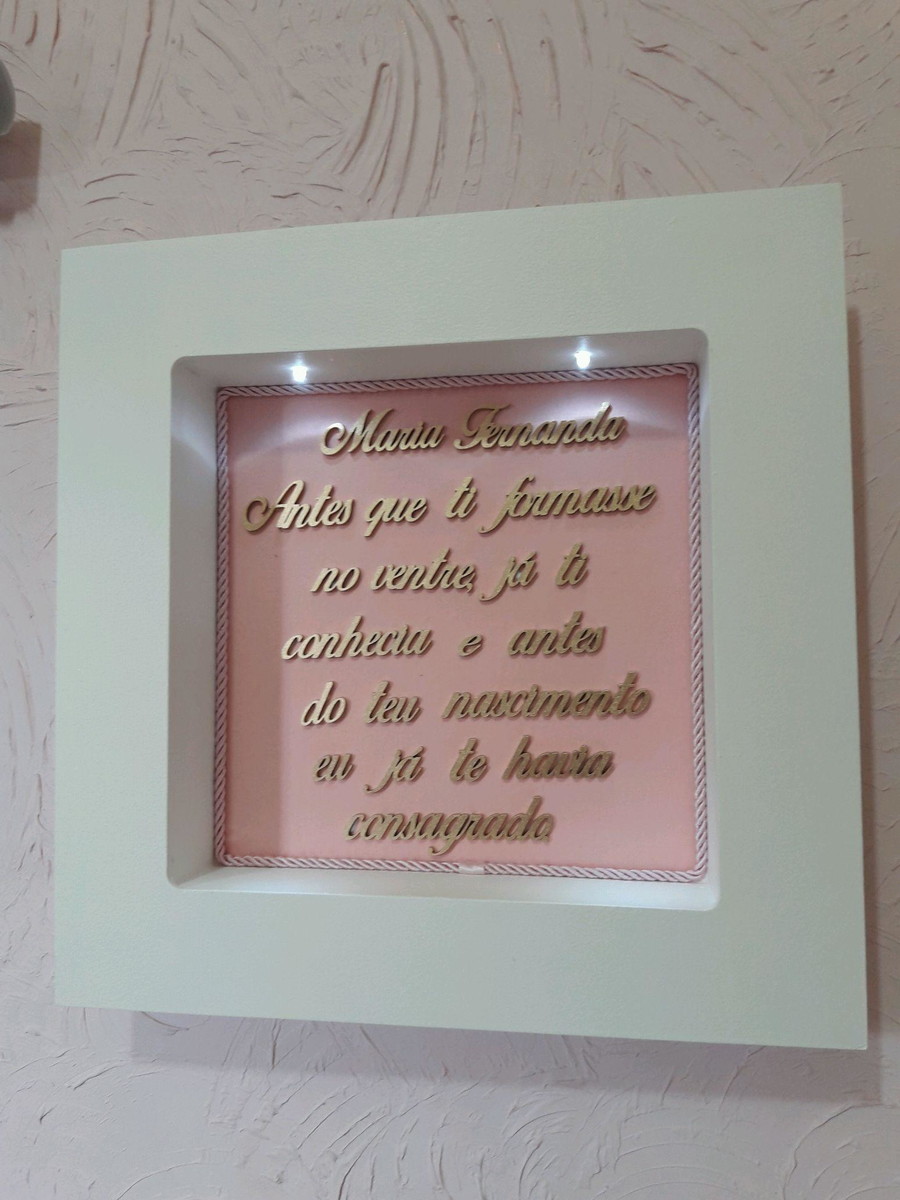 Maria Fernanda
Antes que ti formasse
no ventre, já ti
conhecia e antes
do teu nascimento
eu já te havia
consagrado.